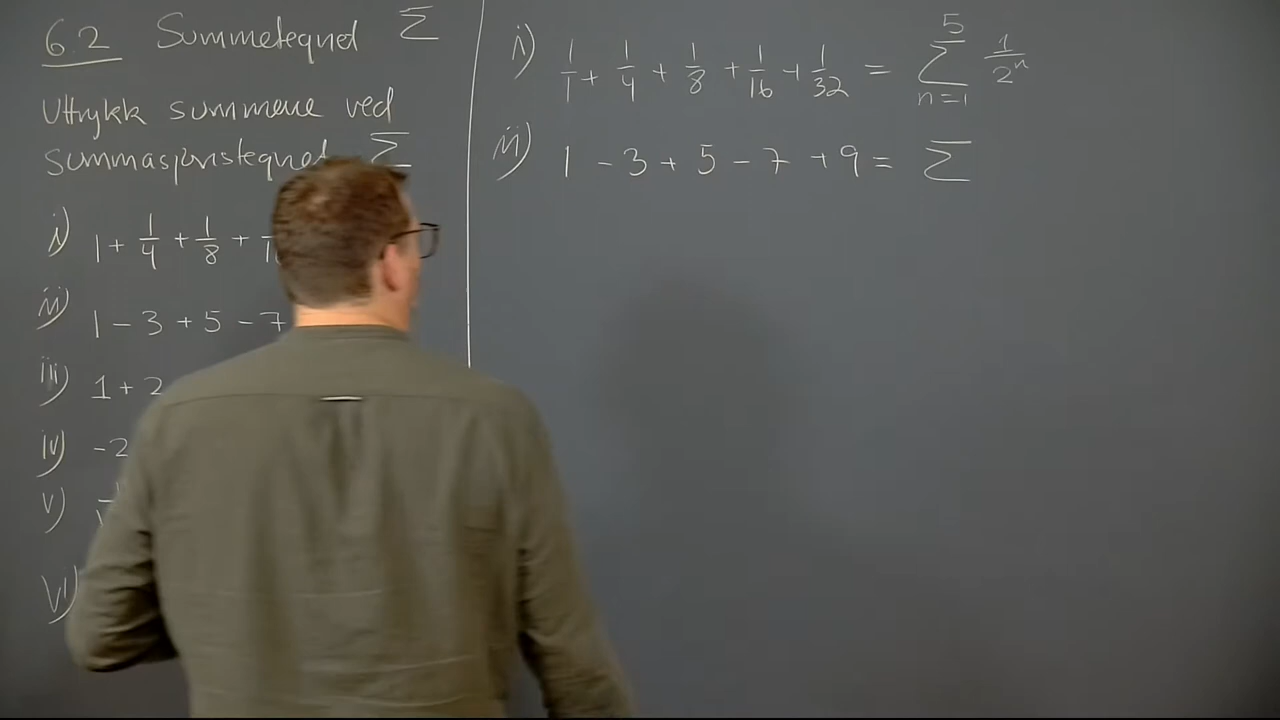 6.2 Summetegnet Σ
Uttrykk summene ved
summasjonstegnet Σ
i) 1 + 1/4 + 1/8 + 
ii) 1 - 3 + 5 - 7
iii) 1 + 2
iv) -2
v)
vi)
i) 1/1 + 1/4 + 1/8 + 1/16 + 1/32 = 5 Σ n=1 1/2ⁿ
ii) 1 - 3 + 5 - 7 + 9 = Σ